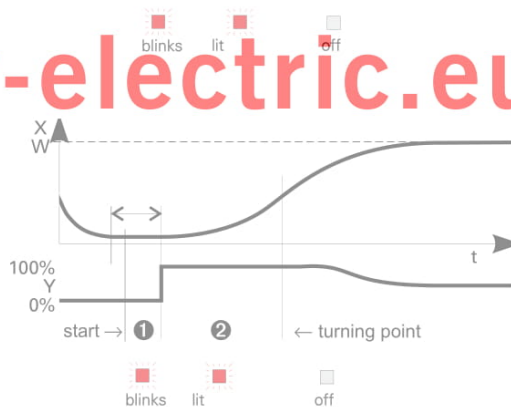 blinks lit off
-electric.eu
X
W
t
100%
Y
0%
start → ❶ ❷ ← turning point
blinks lit off